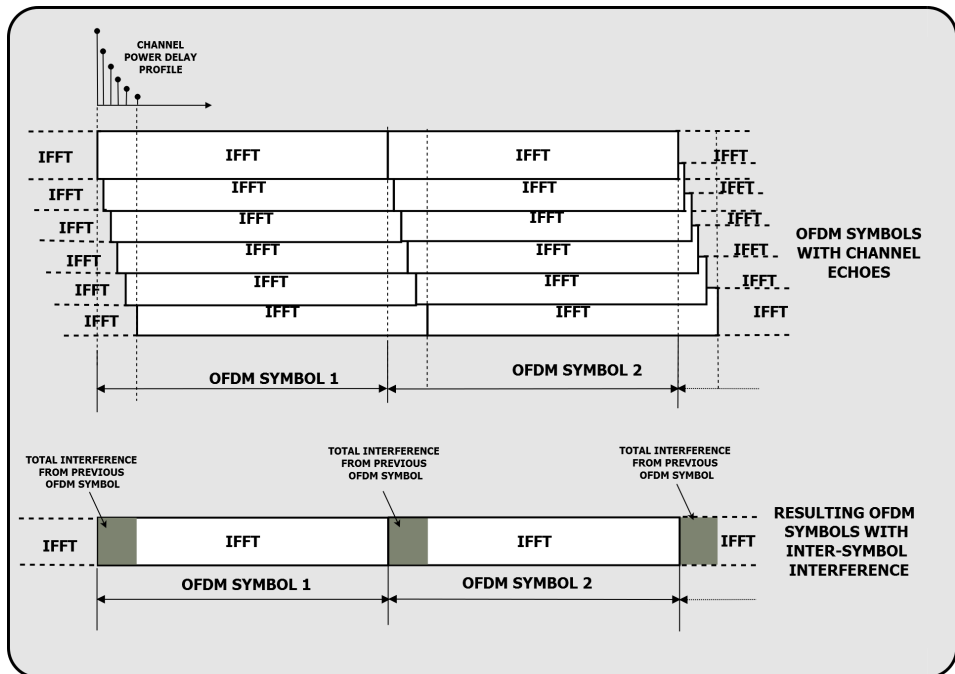 CHANNEL
POWER DELAY
PROFILE
IFFT IFFT IFFT IFFT
IFFT IFFT IFFT IFFT
IFFT IFFT IFFT IFFT
IFFT IFFT IFFT IFFT
IFFT IFFT IFFT IFFT
IFFT IFFT IFFT IFFT
OFDM SYMBOLS
WITH CHANNEL
ECHOES
OFDM SYMBOL 1 OFDM SYMBOL 2
TOTAL INTERFERENCE
FROM PREVIOUS
OFDM SYMBOL
TOTAL INTERFERENCE
FROM PREVIOUS
OFDM SYMBOL
TOTAL INTERFERENCE
FROM PREVIOUS
OFDM SYMBOL
IFFT IFFT IFFT IFFT
RESULTING OFDM
SYMBOLS WITH
INTER-SYMBOL
INTERFERENCE
OFDM SYMBOL 1 OFDM SYMBOL 2